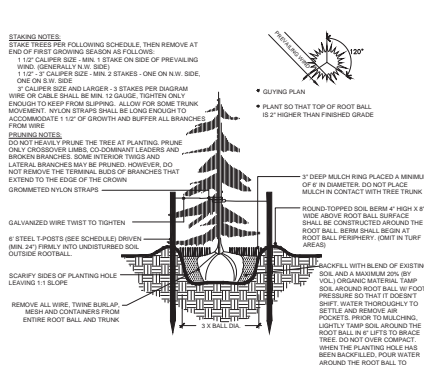 STAKING NOTES:
STAKE TREES PER FOLLOWING SCHEDULE, THEN REMOVE AT
END OF FIRST GROWING SEASON AS FOLLOWS:
1 1/2" CALIPER SIZE - MIN. 1 STAKE ON SIDE OF PREVAILING
WIND. (GENERALLY N.W. SIDE)
1 1/2" - 3" CALIPER SIZE - MIN. 2 STAKES - ONE ON N.W. SIDE,
ONE ON S.W. SIDE
3" CALIPER SIZE AND LARGER - 3 STAKES PER DIAGRAM
WIRE OR CABLE SHALL BE MIN. 12 GAUGE, TIGHTEN ONLY
ENOUGH TO KEEP FROM SLIPPING. ALLOW FOR SOME TRUNK
MOVEMENT. NYLON STRAPS SHALL BE LONG ENOUGH TO
ACCOMMODATE 1 1/2" OF GROWTH AND BUFFER ALL BRANCHES
FROM WIRE
PRUNING NOTES:
DO NOT HEAVILY PRUNE THE TREE AT PLANTING. PRUNE
ONLY CROSSOVER LIMBS, CO-DOMINANT LEADERS AND
BROKEN BRANCHES. SOME INTERIOR TWIGS AND
LATERAL BRANCHES MAY BE PRUNED. HOWEVER, DO
NOT REMOVE THE TERMINAL BUDS OF BRANCHES THAT
EXTEND TO THE EDGE OF THE CROWN
GROMMETED NYLON STRAPS
GALVANIZED WIRE TWIST TO TIGHTEN
6' STEEL T-POSTS (SEE SCHEDULE) DRIVEN
(MIN. 24") FIRMLY INTO UNDISTURBED SOIL
OUTSIDE ROOTBALL.
SCARIFY SIDES OF PLANTING HOLE
LEAVING 1:1 SLOPE
REMOVE ALL WIRE, TWINE BURLAP,
MESH AND CONTAINERS FROM
ENTIRE ROOT BALL AND TRUNK
3 X BALL DIA.
PREVAILING WIND
120°
GUYING PLAN
PLANT SO THAT TOP OF ROOT BALL
IS 2" HIGHER THAN FINISHED GRADE
3" DEEP MULCH RING PLACED A MINIMU
OF 6' IN DIAMETER. DO NOT PLACE
MULCH IN CONTACT WITH TREE TRUNK
ROUND-TOPPED SOIL BERM 4" HIGH X 8"
WIDE ABOVE ROOT BALL SURFACE
SHALL BE CONSTRUCTED AROUND THE
ROOT BALL. BERM SHALL BEGIN AT
ROOT BALL PERIPHERY. (OMIT IN TURF
AREAS)
BACKFILL WITH BLEND OF EXISTIN
SOIL AND A MAXIMUM 20% (BY
VOL.) ORGANIC MATERIAL TAMP
SOIL AROUND ROOT BALL W/ FOOT
PRESSURE SO THAT IT DOESN'T
SHIFT. WATER THOROUGHLY TO
SETTLE AND REMOVE AIR
POCKETS. PRIOR TO MULCHING,
LIGHTLY TAMP SOIL AROUND THE
ROOT BALL IN 6" LIFTS TO BRACE
TREE. DO NOT OVER COMPACT.
WHEN THE PLANTING HOLE HAS
BEEN BACKFILLED, POUR WATER
AROUND THE ROOT BALL TO